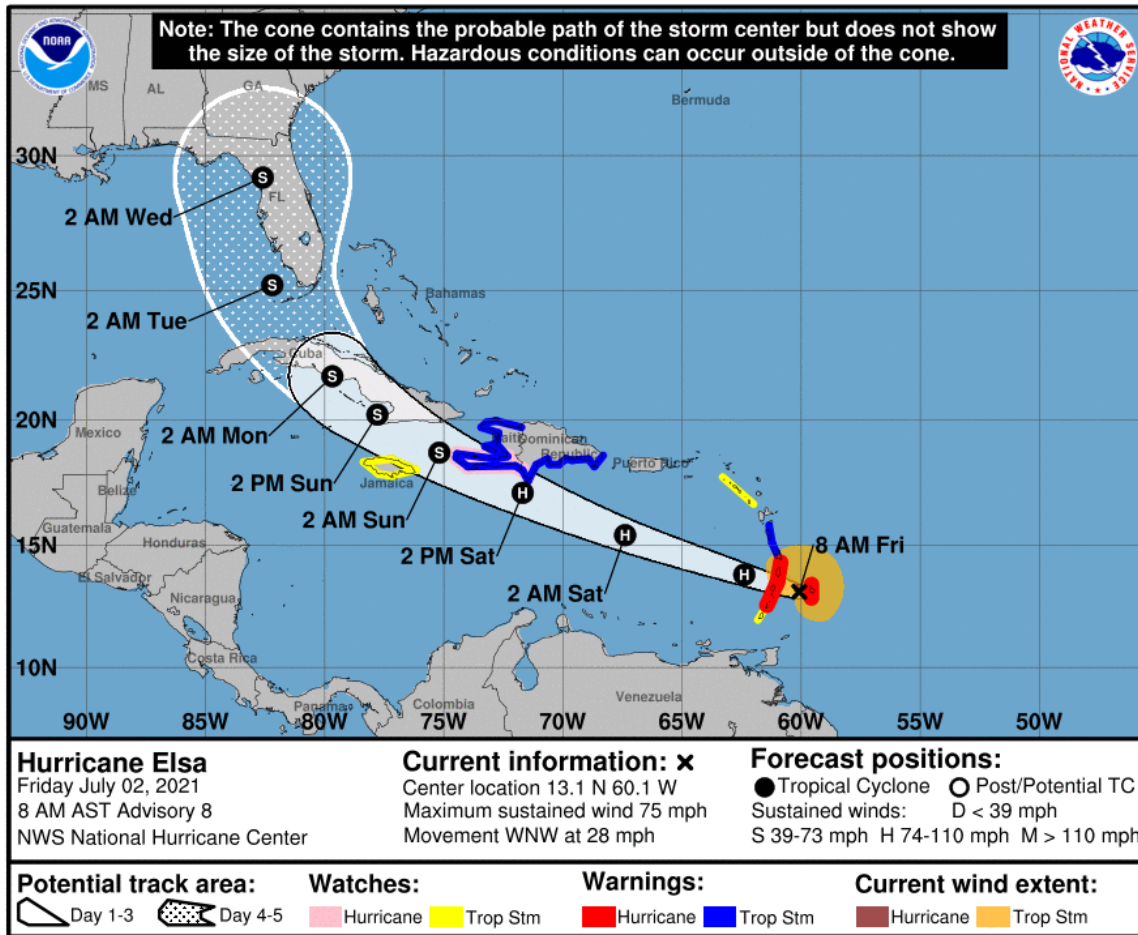 Note: The cone contains the probable path of the storm center but does not show
the size of the storm. Hazardous conditions can occur outside of the cone.
NOAA
NATIONAL WEATHER SERVICE
MS
AL
GA
Bermuda
30N
FL
2 AM Wed
25N
Bahamas
2 AM Tue
Cuba
20N
Mexico
2 AM Mon
Haiti
Dominican
Republic
Puerto Rico
Jamaica
2 PM Sun
Belize
2 AM Sun
Guatemala
Honduras
15N
2 PM Sat
8 AM Fri
El Salvador
Nicaragua
2 AM Sat
10N
Costa Rica
Panama
Colombia
Venezuela
S
S
S
S
S
H
H
H
90W 85W 80W 75W 70W 65W 60W 55W 50W
Hurricane Elsa
Friday July 02, 2021
8 AM AST Advisory 8
NWS National Hurricane Center
Current information: ×
Center location 13.1 N 60.1 W
Maximum sustained wind 75 mph
Movement WNW at 28 mph
Forecast positions:
Tropical Cyclone Post/Potential TC
Sustained winds: D < 39 mph
S 39-73 mph H 74-110 mph M > 110 mph
Potential track area:
Day 1-3 Day 4-5
Watches:
Hurricane Trop Stm
Warnings:
Hurricane Trop Stm
Current wind extent:
Hurricane Trop Stm